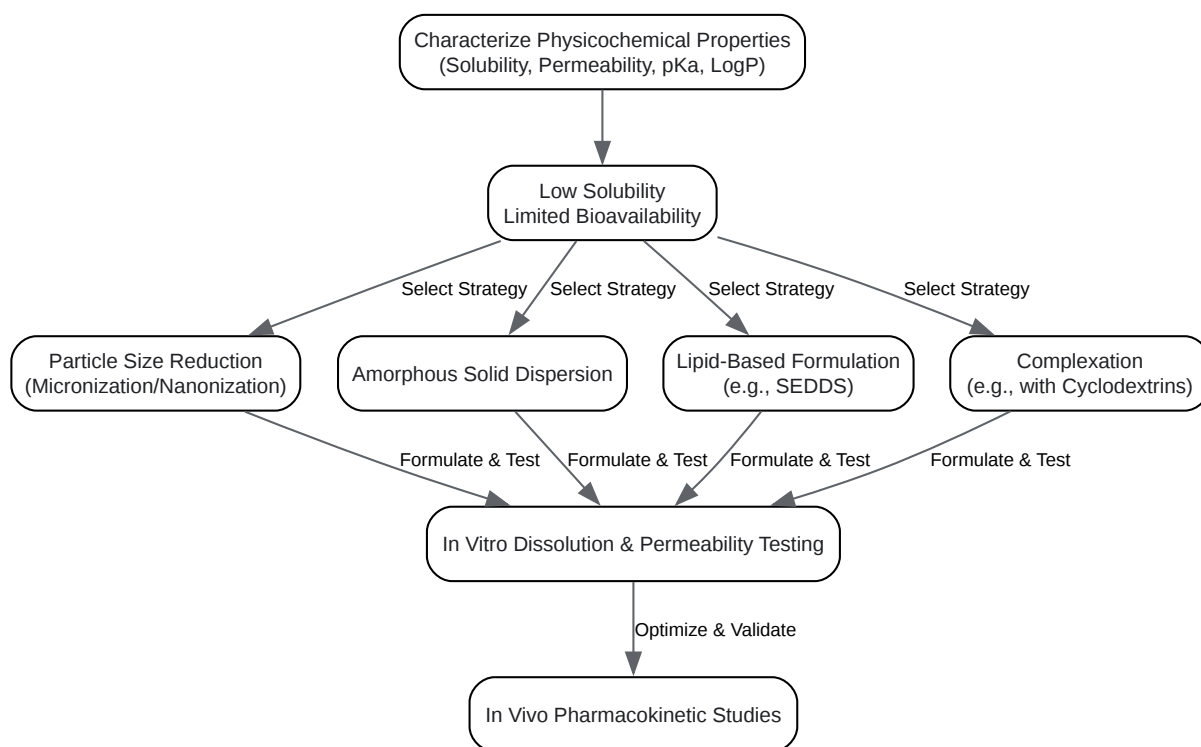 Characterize Physicochemical Properties
(Solubility, Permeability, pKa, LogP)
Low Solubility
Limited Bioavailability
Select Strategy
Select Strategy
Select Strategy
Select Strategy
Particle Size Reduction
(Micronization/Nanonization)
Amorphous Solid Dispersion
Lipid-Based Formulation
(e.g., SEDDS)
Complexation
(e.g., with Cyclodextrins)
Formulate & Test
Formulate & Test
Formulate & Test
Formulate & Test
In Vitro Dissolution & Permeability Testing
Optimize & Validate
In Vivo Pharmacokinetic Studies